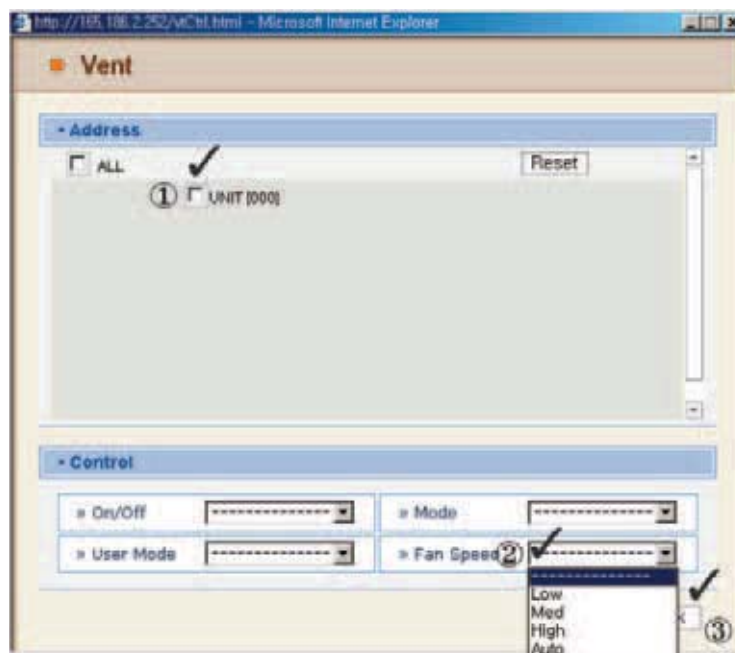 http://165.186.2.252/vtCtrl.html - Microsoft Internet Explorer
Vent
Address
ALL
Reset
① UNIT [000]
Control
» On/Off -------------- » Mode --------------
» User Mode -------------- » Fan Speed ② --------------
--------------
Low
Med
High
Auto
③